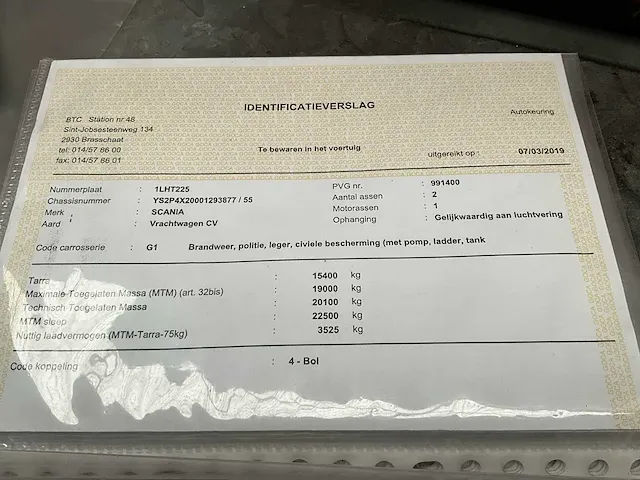 IDENTIFICATIEVERSLAG
BTC Station nr.48
Sint-Jobsesteenweg 134
2930 Brasschaat
tel: 014/57 86 00
fax: 014/57 86 01
Autokeuring
Te bewaren in het voertuig
uitgereikt op : 07/03/2019
Nummerplaat : 1LHT225
Chassisnummer : YS2P4X20001293877 / 55
Merk : SCANIA
Aard : Vrachtwagen CV
PVG nr. : 991400
Aantal assen : 2
Motorassen : 1
Ophanging : Gelijkwaardig aan luchtvering
Code carrosserie : G1 Brandweer, politie, leger, civiele bescherming (met pomp, ladder, tank
Tarra : 15400 kg
Maximale Toegelaten Massa (MTM) (art. 32bis) : 19000 kg
Technisch Toegelaten Massa : 20100 kg
MTM sleep : 22500 kg
Nuttig laadvermogen (MTM-Tarra-75kg) : 3525 kg
Code koppeling : 4 - Bol